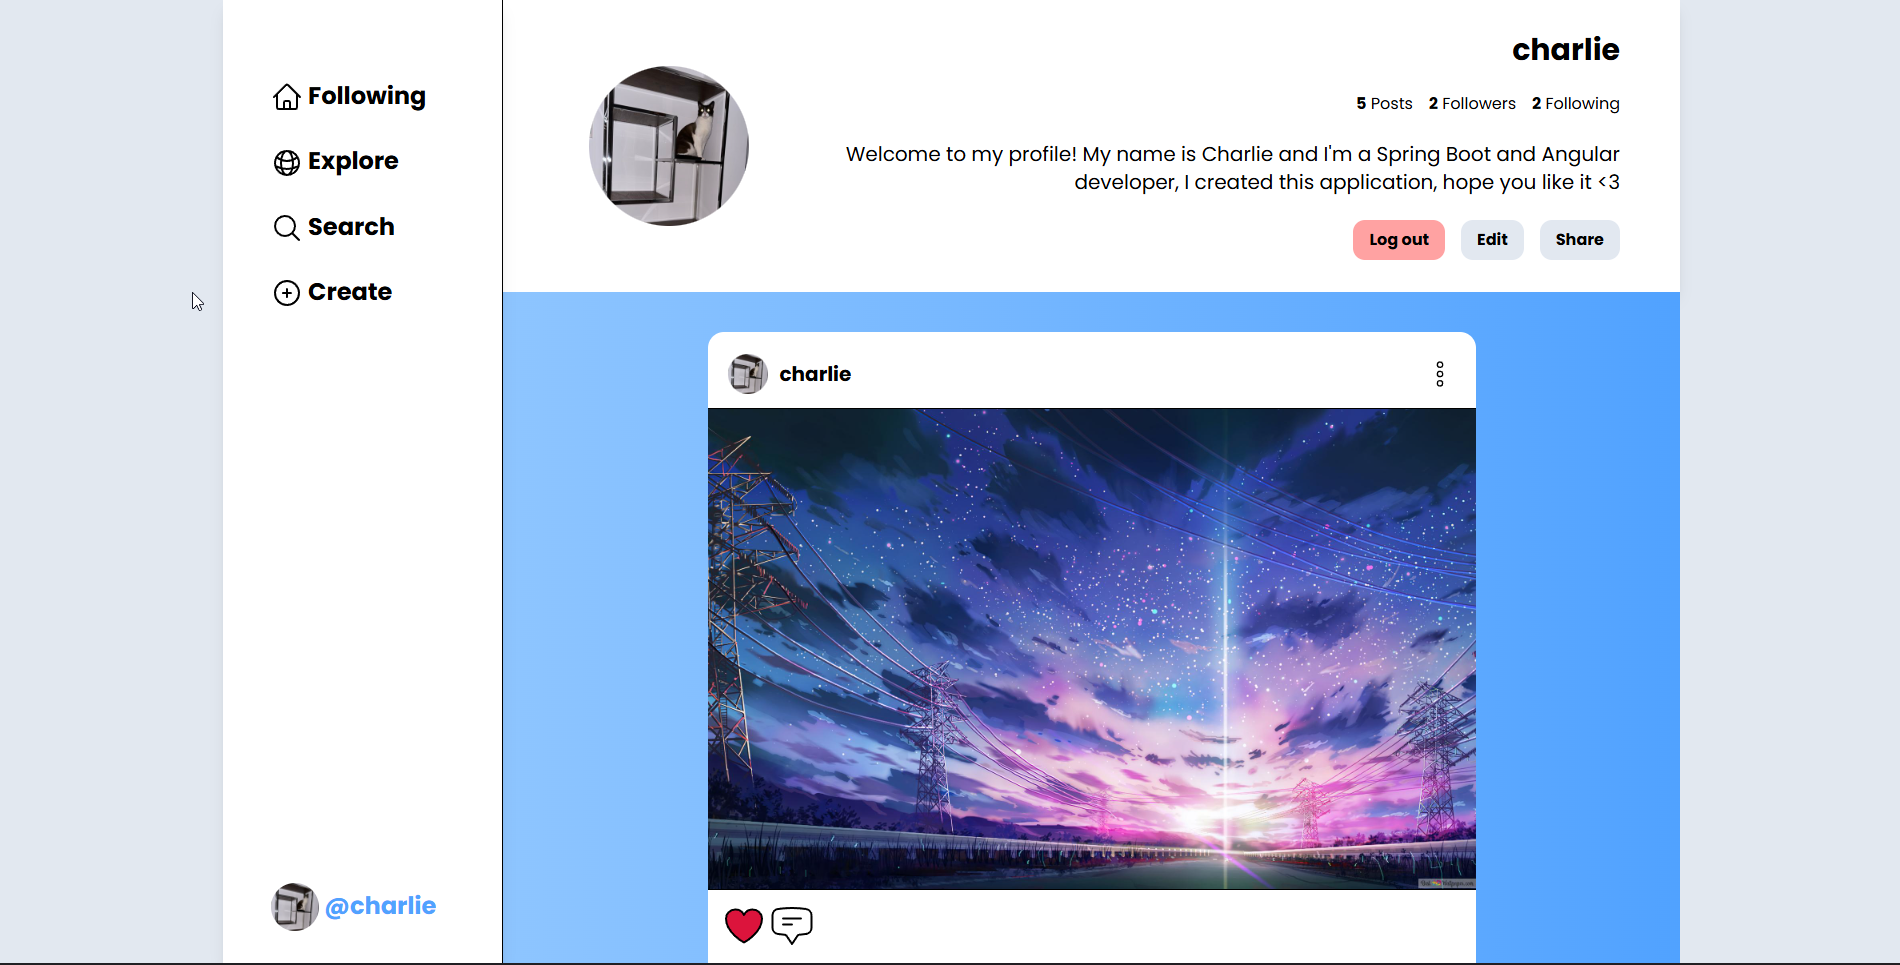 Following
Explore
Search
Create
@charlie
charlie
5 Posts 2 Followers 2 Following
Welcome to my profile! My name is Charlie and I'm a Spring Boot and Angular
developer, I created this application, hope you like it <3
Log out Edit Share
charlie